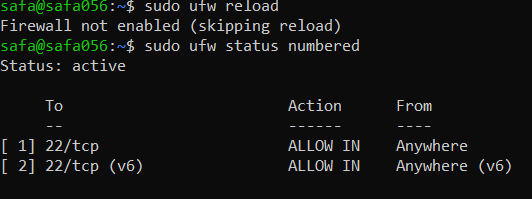 safa@safa056:~$ sudo ufw reload
Firewall not enabled (skipping reload)
safa@safa056:~$ sudo ufw status numbered
Status: active

     To                         Action      From
     --                         ------      ----
[ 1] 22/tcp                     ALLOW IN    Anywhere
[ 2] 22/tcp (v6)                ALLOW IN    Anywhere (v6)